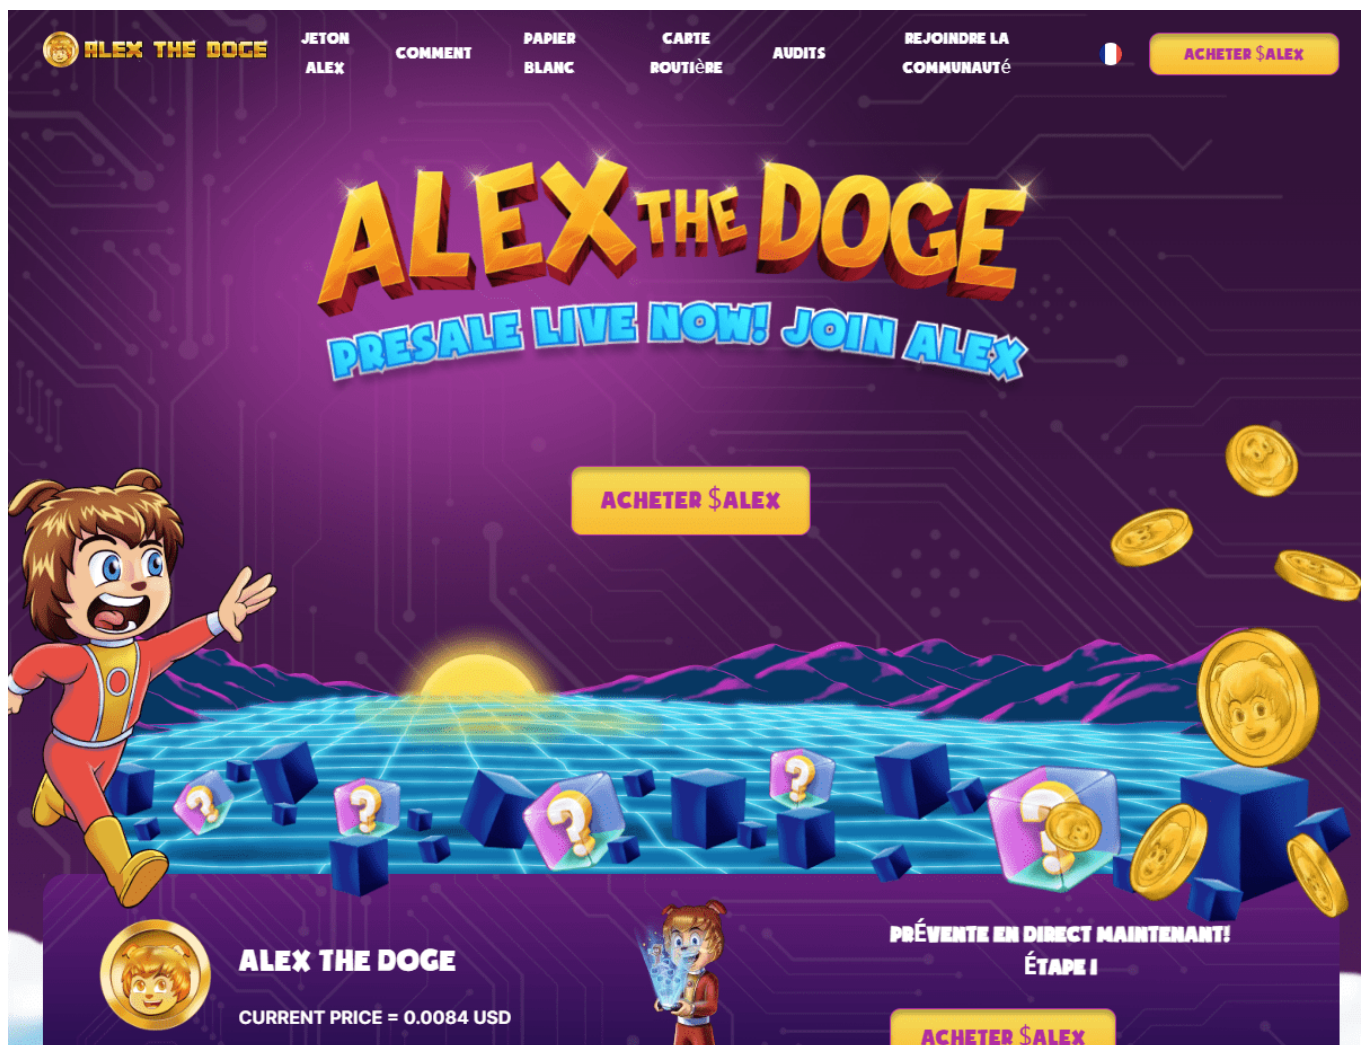 ALEX THE DOGE
JETON
ALEX
COMMENT
PAPIER
BLANC
CARTE
ROUTIèRE
AUDITS
REJOINDRE LA
COMMUNAUTé
ACHETER $ALEX
ALEX THE DOGE
PRESALE LIVE NOW! JOIN ALEX
ACHETER $ALEX
?
?
?
?
?
ALEX THE DOGE
CURRENT PRICE = 0.0084 USD
PRÉVENTE EN DIRECT MAINTENANT!
ÉTAPE 1
ACHETER $ALEX